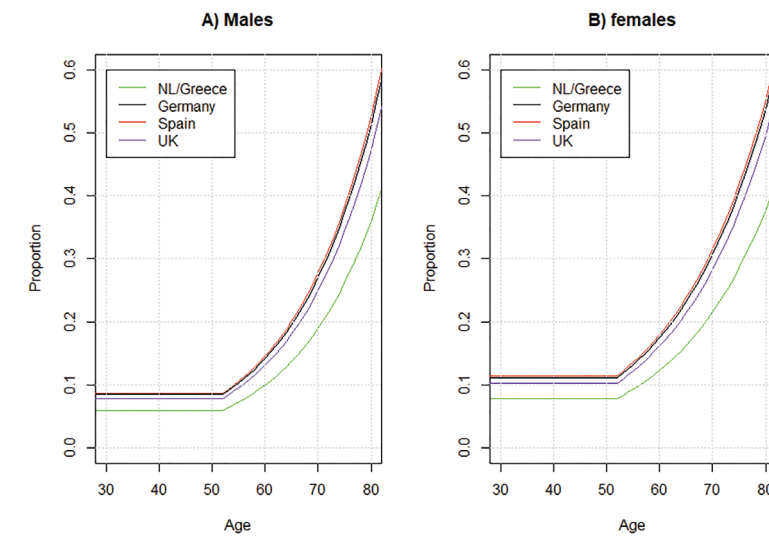 A) Males
0.6
0.5
0.4
0.3
0.2
0.1
0.0
Proportion
NL/Greece
Germany
Spain
UK
30 40 50 60 70 80
Age
B) females
0.6
0.5
0.4
0.3
0.2
0.1
0.0
Proportion
NL/Greece
Germany
Spain
UK
30 40 50 60 70 80
Age